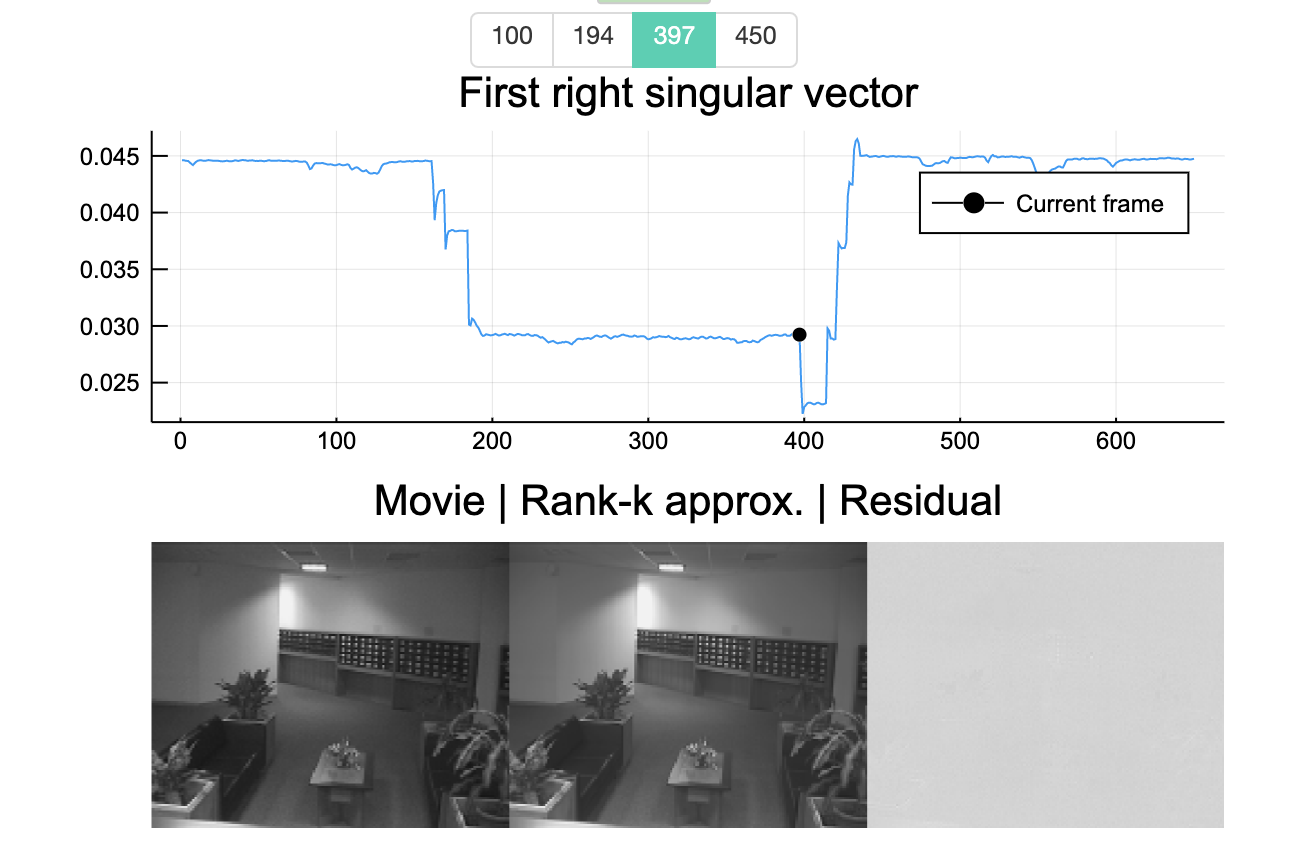 100 194 397 450
First right singular vector
0.045
0.040
0.035
0.030
0.025
Current frame
0 100 200 300 400 500 600
Movie | Rank-k approx. | Residual